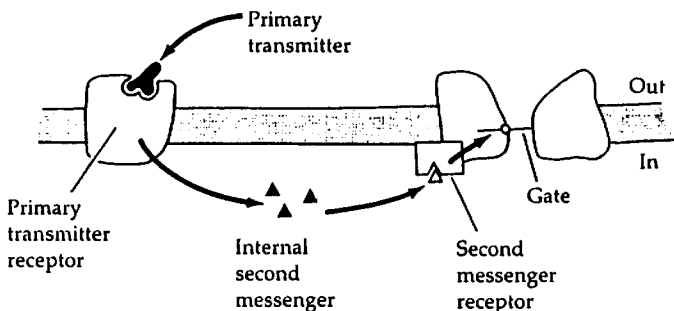 Primary
transmitter
Out
In
Gate
Primary
transmitter
receptor
Internal
second
messenger
Second
messenger
receptor